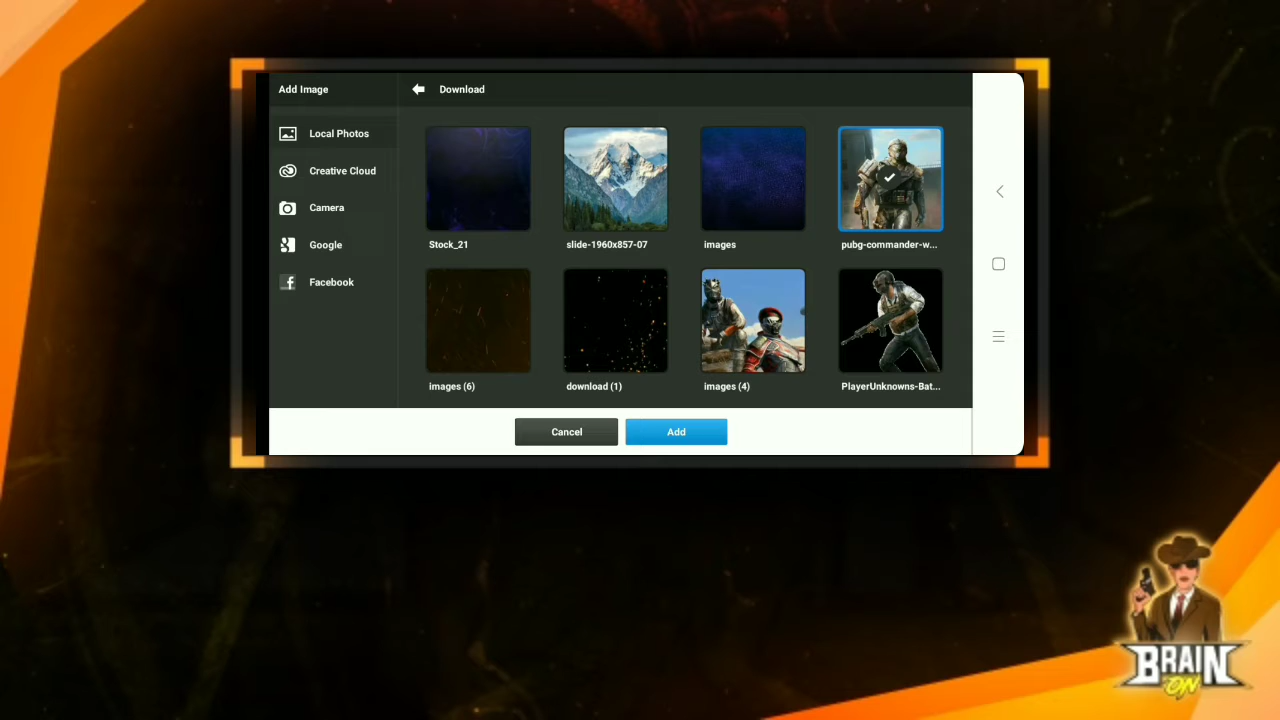 Add Image
Download
Local Photos
Creative Cloud
Camera
Google
Facebook
Stock_21
slide-1960x857-07
images
pubg-commander-w...
images (6)
download (1)
images (4)
PlayerUnknowns-Bat...
Cancel
Add
BRAIN
ON